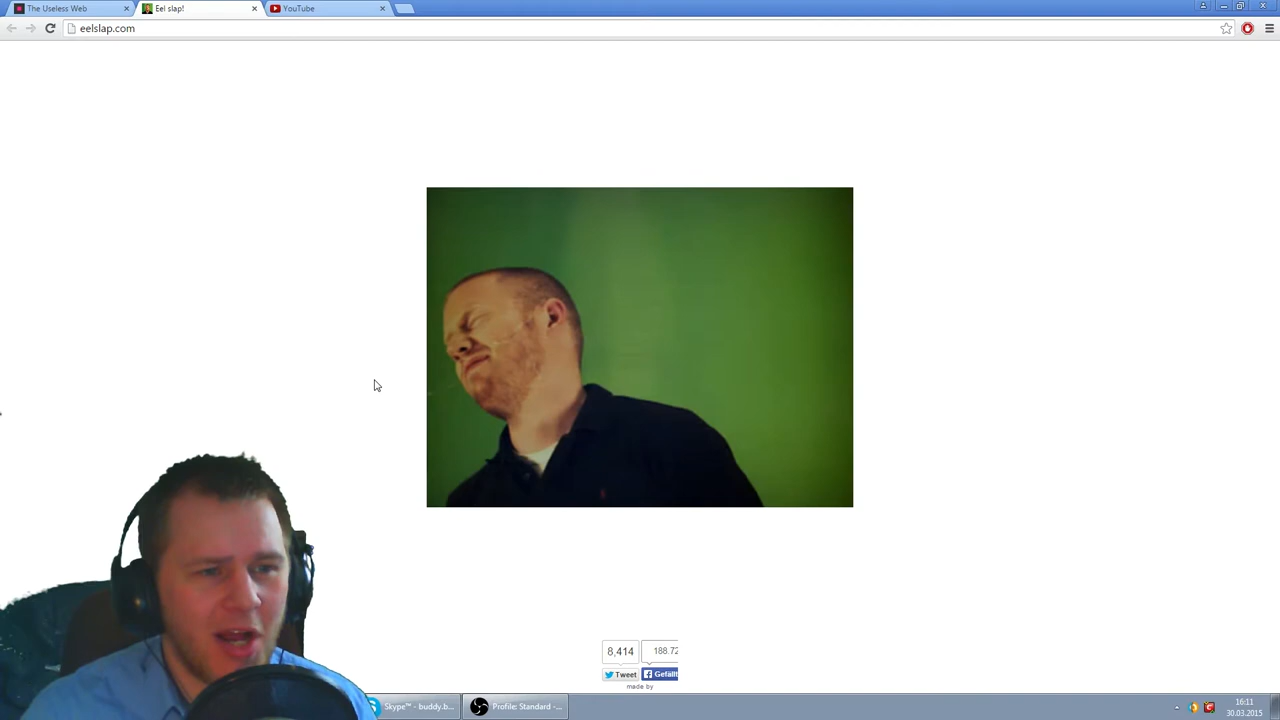 The Useless Web
Eel slap!
YouTube
eelslap.com
8,414
188.72
Tweet
Gefällt
made by
Skype™ - buddy.b...
Profile: Standard -...
16:11
30.03.2015